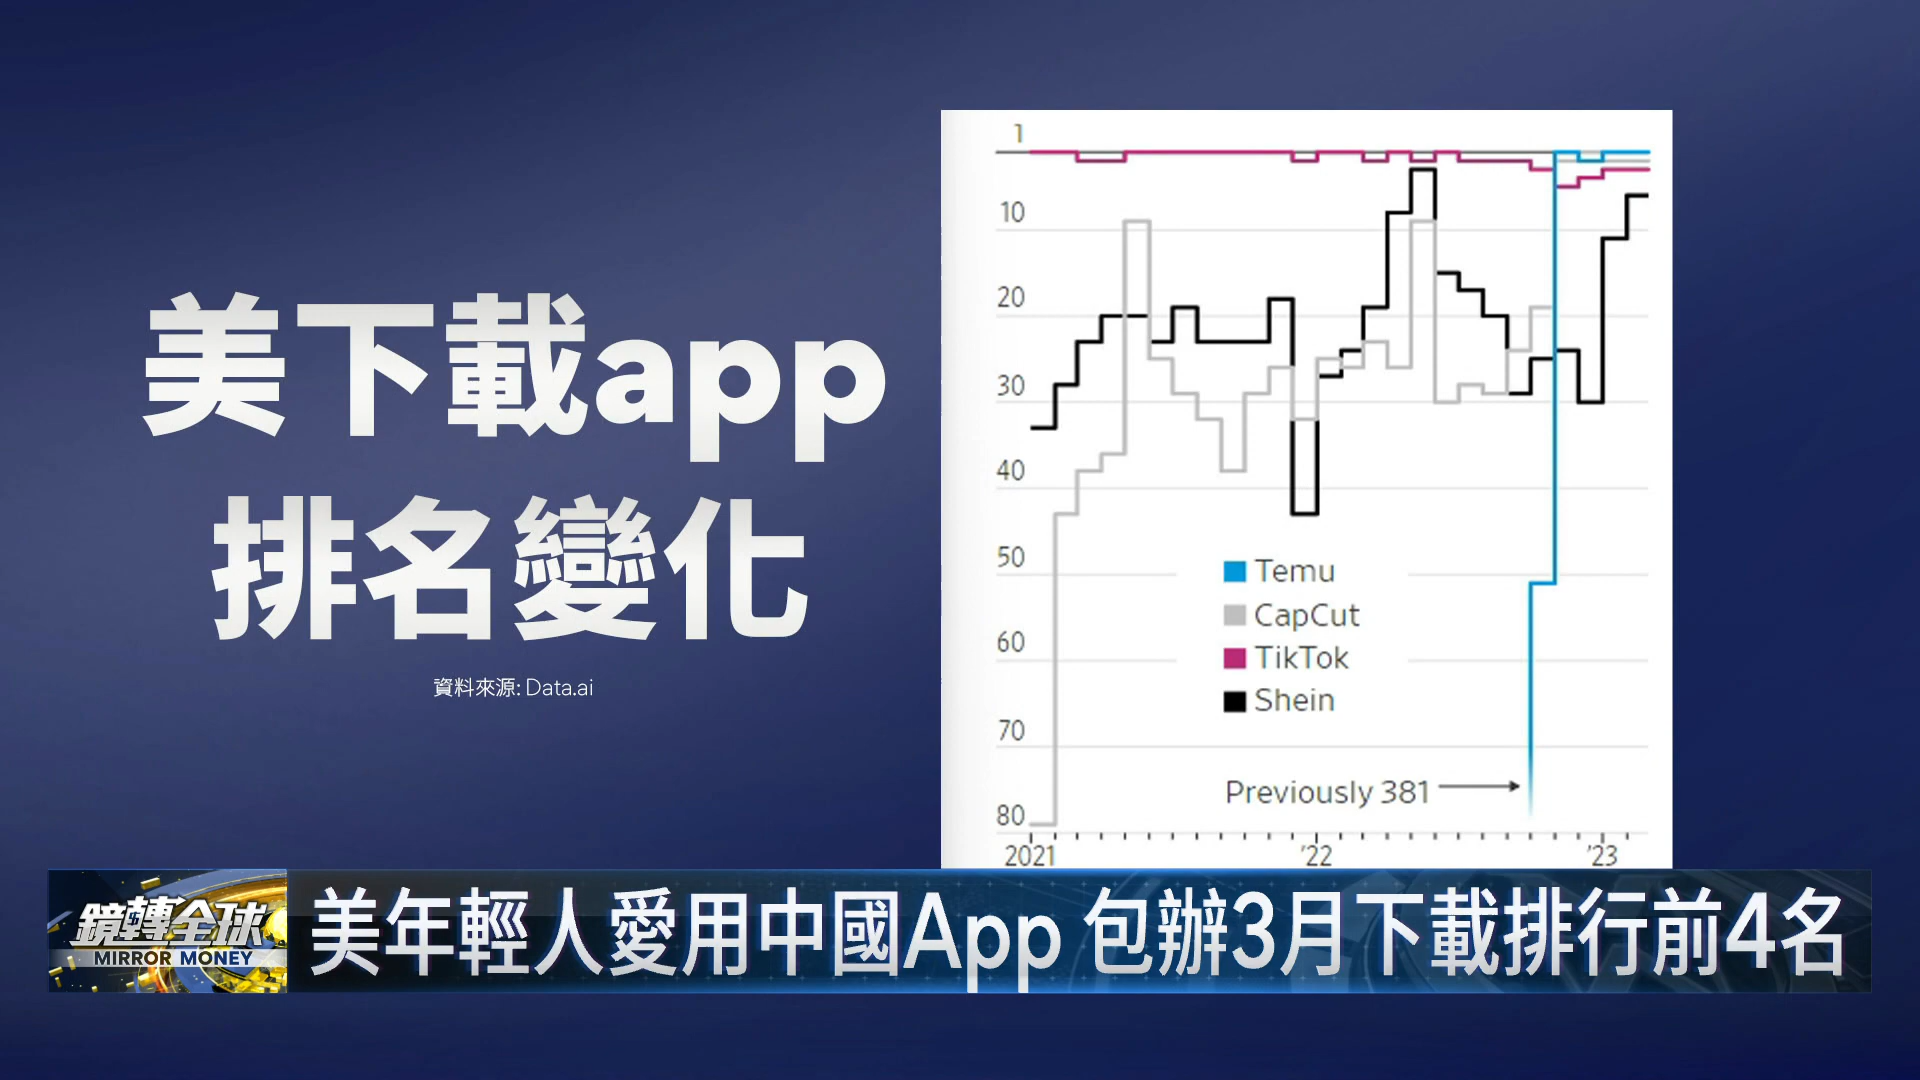 美下載app
排名變化
資料來源: Data.ai
1
10
20
30
40
50
60
70
80
Temu
CapCut
TikTok
Shein
Previously 381
2021 '22 '23
鏡轉全球
MIRROR MONEY
美年輕人愛用中國App 包辦3月下載排行前4名